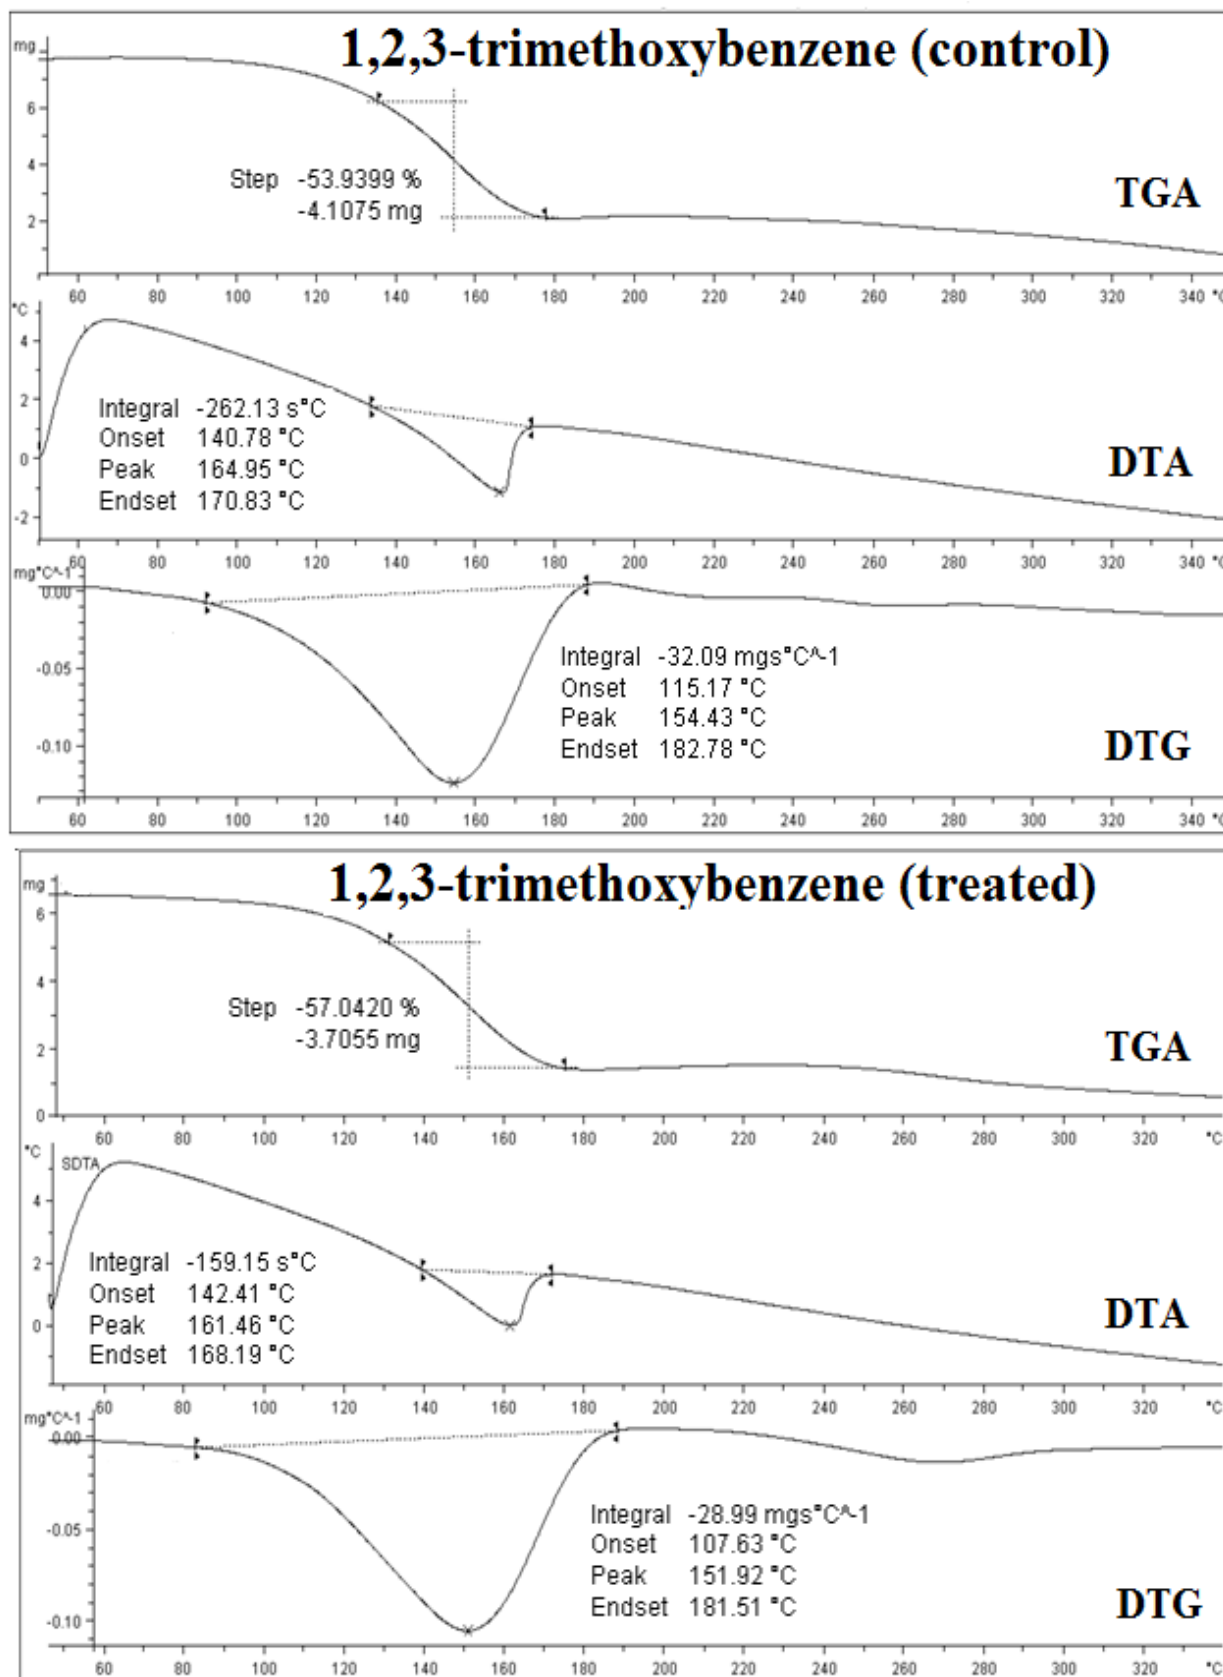 1,2,3-trimethoxybenzene (control)
mg
6
4
2
Step -53.9399 %
-4.1075 mg
TGA
60 80 100 120 140 160 180 200 220 240 260 280 300 320 340 °C
°C
4
2
0
-2
Integral -262.13 s°C
Onset 140.78 °C
Peak 164.95 °C
Endset 170.83 °C
DTA
60 80 100 120 140 160 180 200 220 240 260 280 300 320 340 °C
mg°C^-1
0.00
-0.05
-0.10
Integral -32.09 mgs°C^-1
Onset 115.17 °C
Peak 154.43 °C
Endset 182.78 °C
DTG
60 80 100 120 140 160 180 200 220 240 260 280 300 320 340 °C
1,2,3-trimethoxybenzene (treated)
mg
6
4
2
0
Step -57.0420 %
-3.7055 mg
TGA
60 80 100 120 140 160 180 200 220 240 260 280 300 320 °C
°C
SDTA
4
2
0
Integral -159.15 s°C
Onset 142.41 °C
Peak 161.46 °C
Endset 168.19 °C
DTA
60 80 100 120 140 160 180 200 220 240 260 280 300 320 °C
mg°C^-1
0.00
-0.05
-0.10
Integral -28.99 mgs°C^-1
Onset 107.63 °C
Peak 151.92 °C
Endset 181.51 °C
DTG
60 80 100 120 140 160 180 200 220 240 260 280 300 320 °C